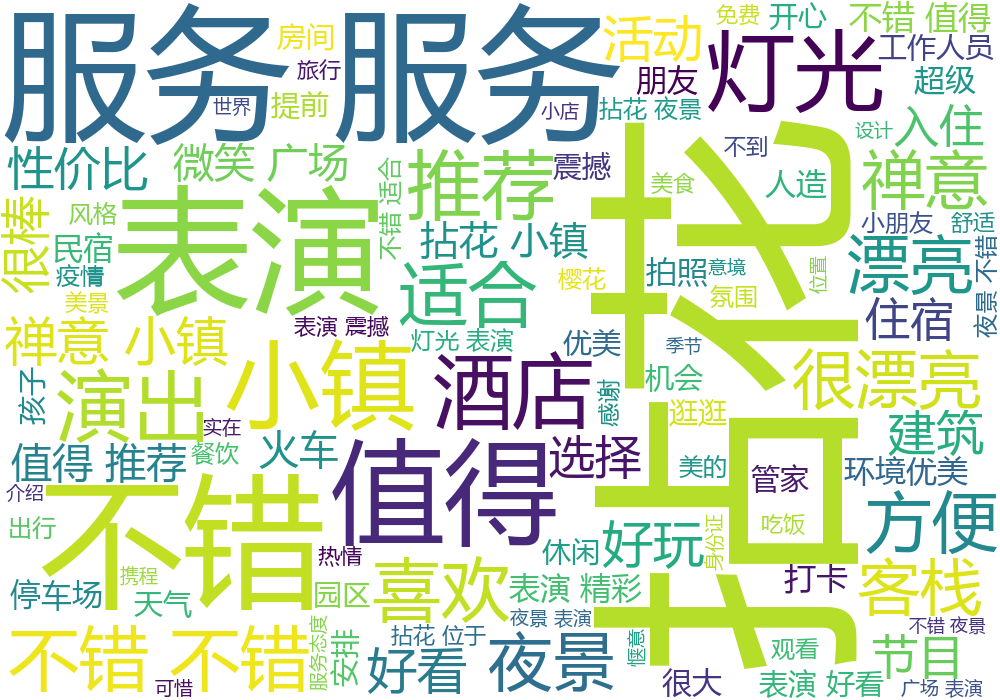 服务 服务
房间
旅行
世界
提前
小店
活动
朋友
灯光
免费
开心
不错 值得
工作人员
超级
拈花 夜景
性价比
微笑 广场
不错 适合
推荐
震撼
不到
设计
入住
禅意
美食
人造
小朋友
舒适
很棒
风格
民宿
疫情
美景
表演
拈花 小镇
适合
樱花
拍照
意境
氛围
位置
漂亮
夜景 不错
住宿
拈花
禅意 小镇
表演 震撼
灯光 表演
优美
季节
小镇
酒店
感谢
机会
逛逛
很漂亮
孩子
演出
实在
餐饮
火车
值得 推荐
值得
选择
美的
管家
环境优美
建筑
介绍
出行
不错
热情
休闲
好玩
身份证
吃饭
方便
停车场
携程
天气
园区
喜欢
表演 精彩
打卡
客栈
不错 不错
服务态度
安排
拈花 位于
夜景 表演
好看
夜景
惬意
观看
节目
不错 夜景
可惜
很大
表演 好看
广场 表演